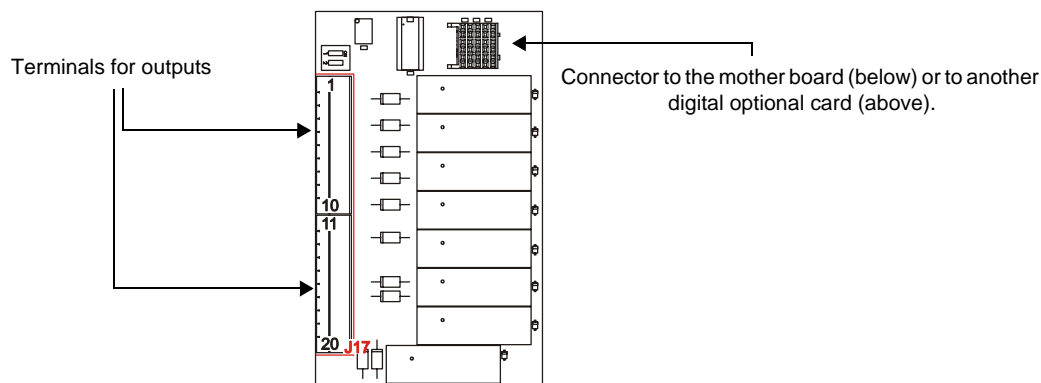 Terminals for outputs
Connector to the mother board (below) or to another
digital optional card (above).
1
10
11
20
J17